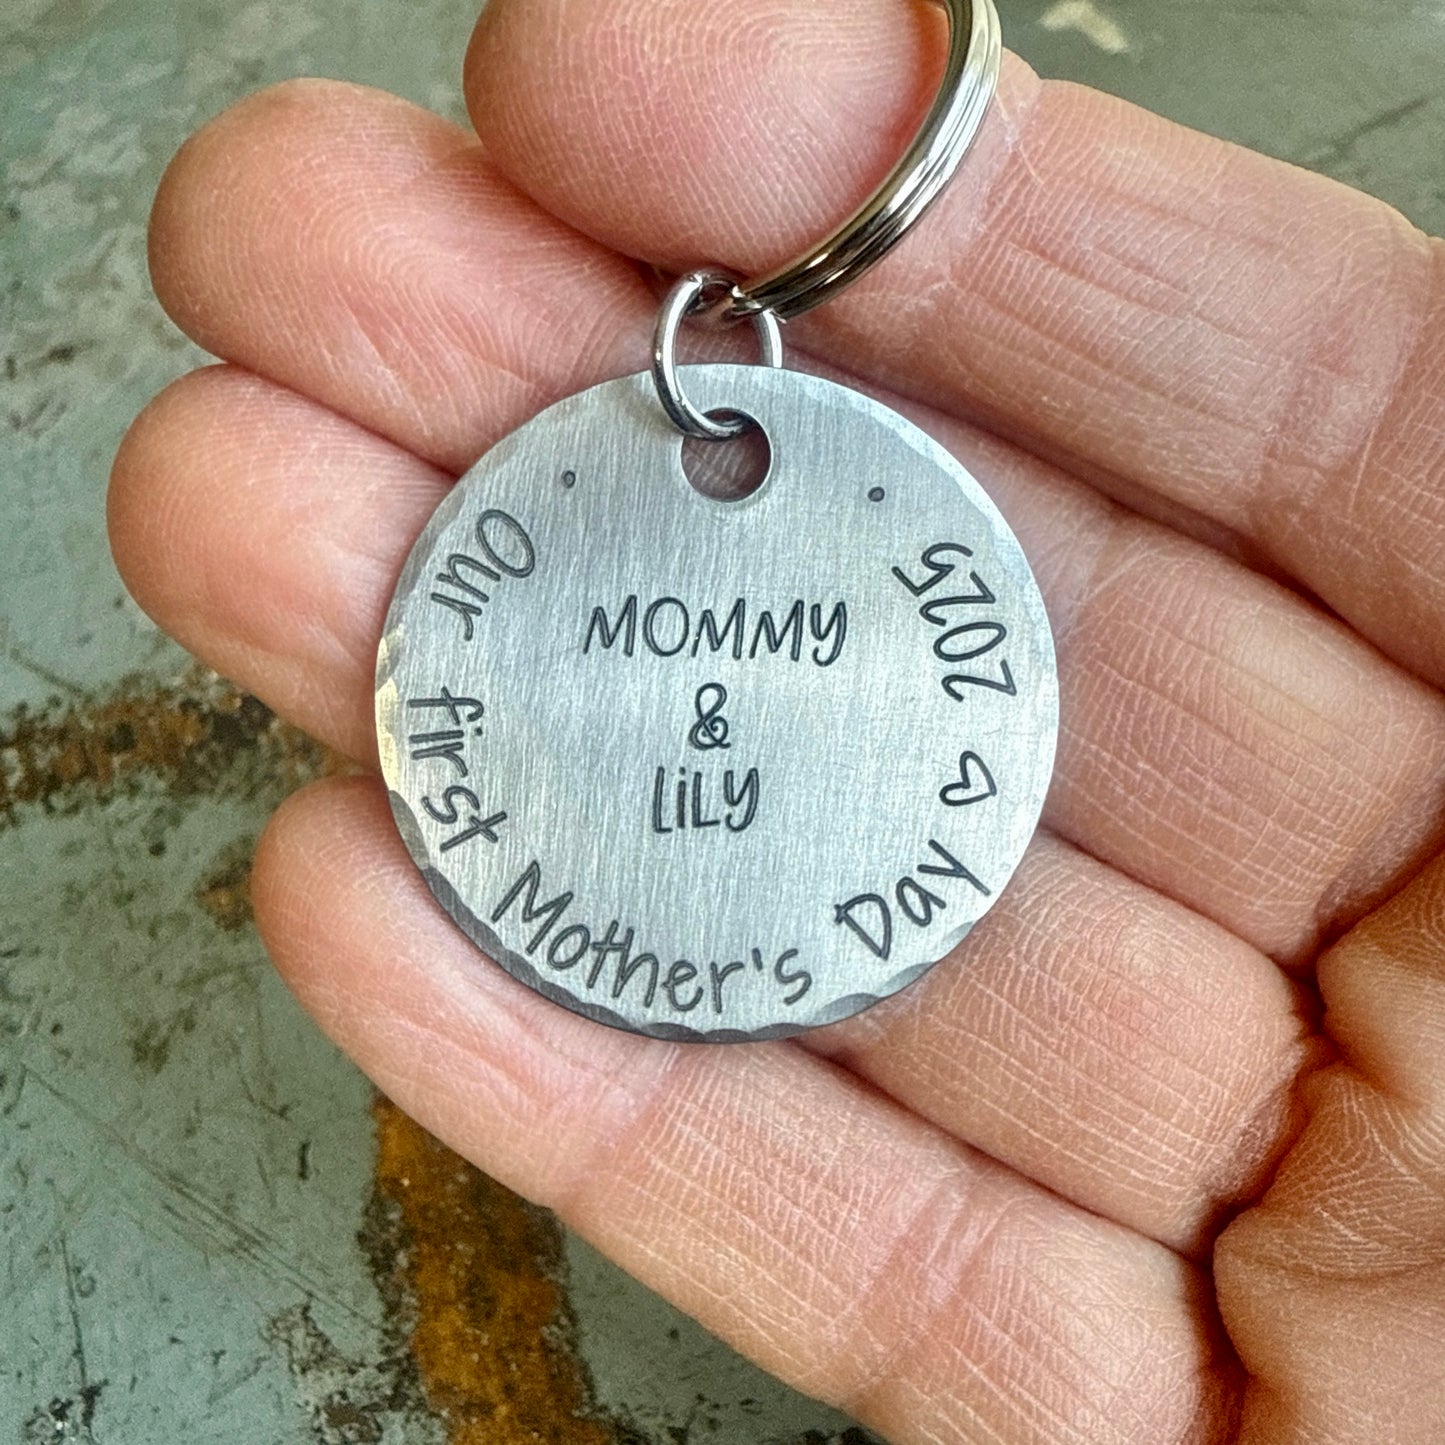 MOMMY
&
LiLY
Our first Mother's Day ♡ 2025